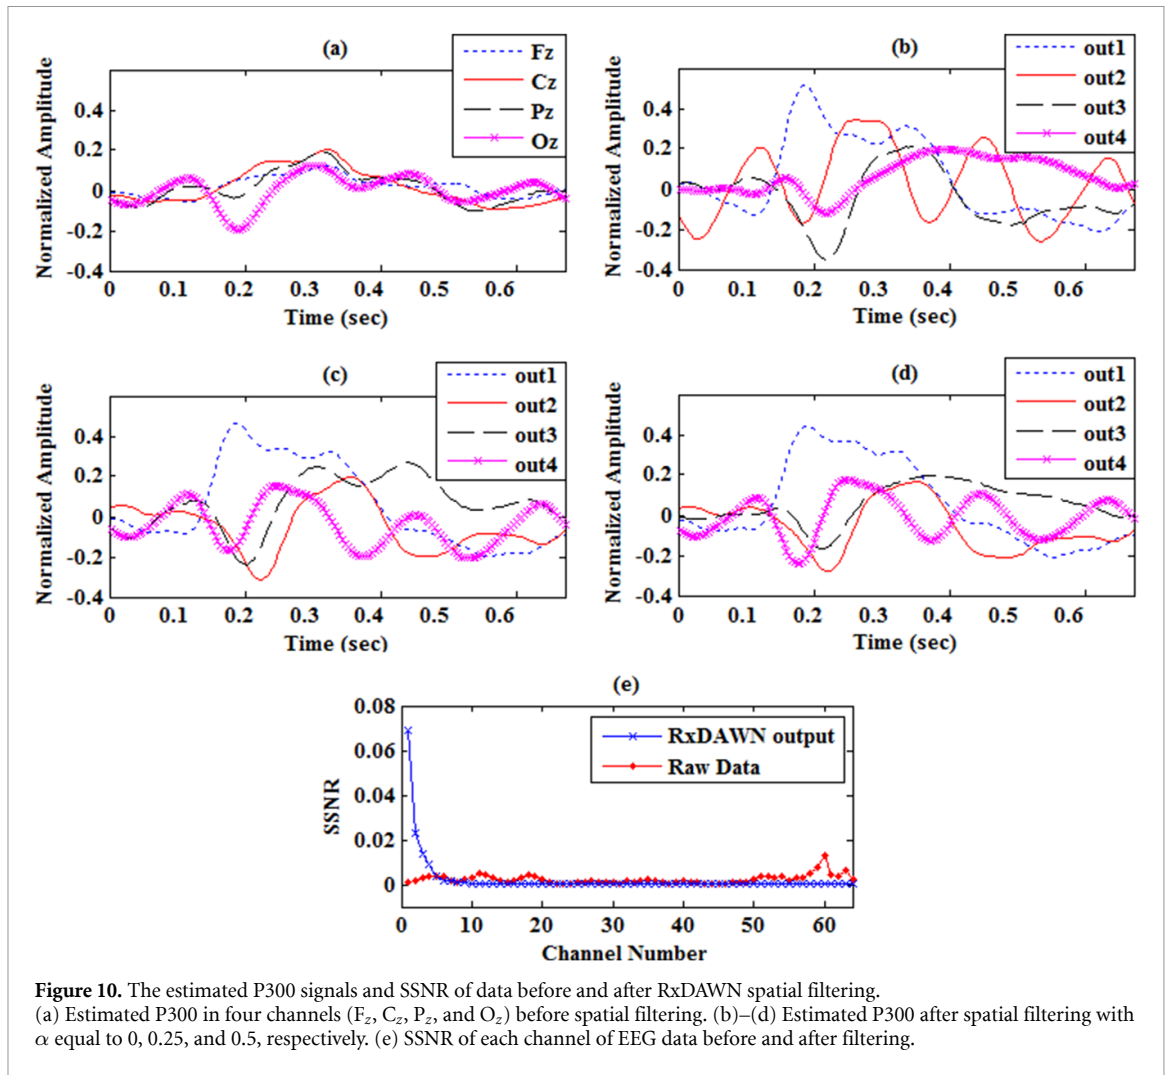 (a)
Fz
Cz
Pz
Oz
Normalized Amplitude
0.4
0.2
0
-0.2
-0.4
0 0.1 0.2 0.3 0.4 0.5 0.6
Time (sec)
(b)
out1
out2
out3
out4
Normalized Amplitude
0.4
0.2
0
-0.2
-0.4
0 0.1 0.2 0.3 0.4 0.5 0.6
Time (sec)
(c)
out1
out2
out3
out4
Normalized Amplitude
0.4
0.2
0
-0.2
-0.4
0 0.1 0.2 0.3 0.4 0.5 0.6
Time (sec)
(d)
out1
out2
out3
out4
Normalized Amplitude
0.4
0.2
0
-0.2
-0.4
0 0.1 0.2 0.3 0.4 0.5 0.6
Time (sec)
(e)
RxDAWN output
Raw Data
SSNR
0.08
0.06
0.04
0.02
0
0 10 20 30 40 50 60
Channel Number
Figure 10. The estimated P300 signals and SSNR of data before and after RxDAWN spatial filtering.
(a) Estimated P300 in four channels (Fz, Cz, Pz, and Oz) before spatial filtering. (b)–(d) Estimated P300 after spatial filtering with
α equal to 0, 0.25, and 0.5, respectively. (e) SSNR of each channel of EEG data before and after filtering.